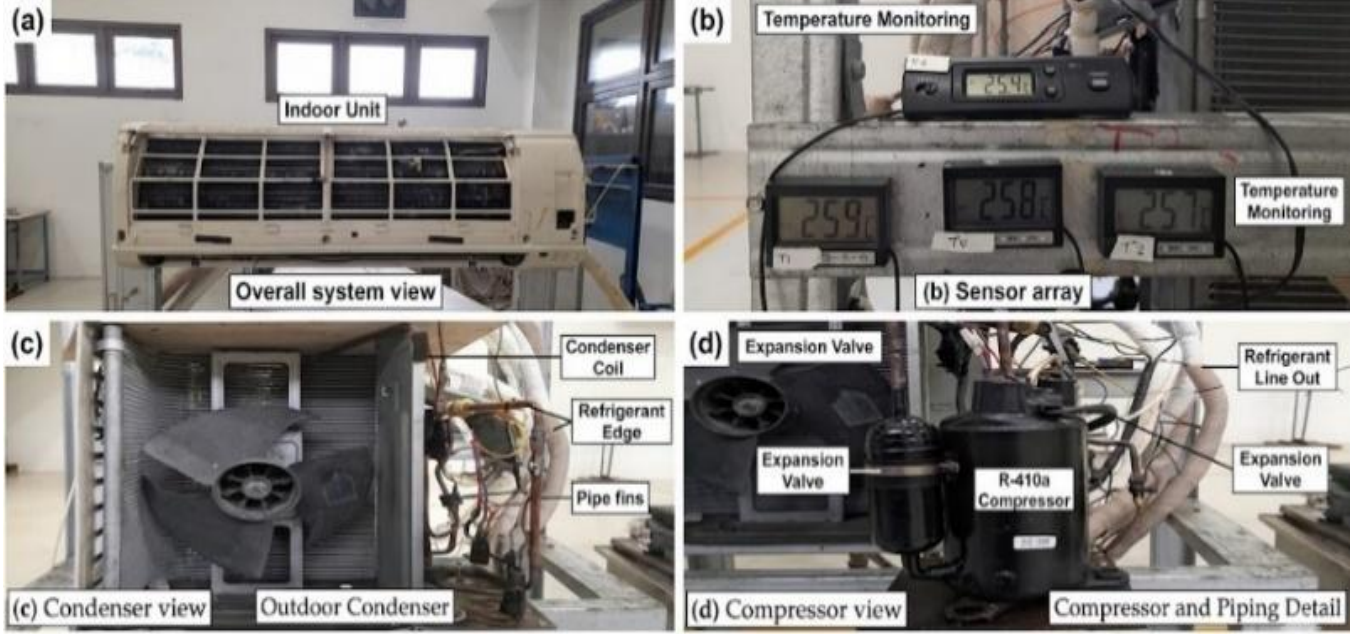 (a)
Indoor Unit
Overall system view
(b)
Temperature Monitoring
25.4
25.9c
25.8
25.7
T1
Temperature
Monitoring
(b) Sensor array
(c)
Condenser
Coil
Refrigerant
Edge
Pipe fins
(c) Condenser view
Outdoor Condenser
(d)
Expansion Valve
Refrigerant
Line Out
Expansion
Valve
R-410a
Compressor
Expansion
Valve
(d) Compressor view
Compressor and Piping Detail